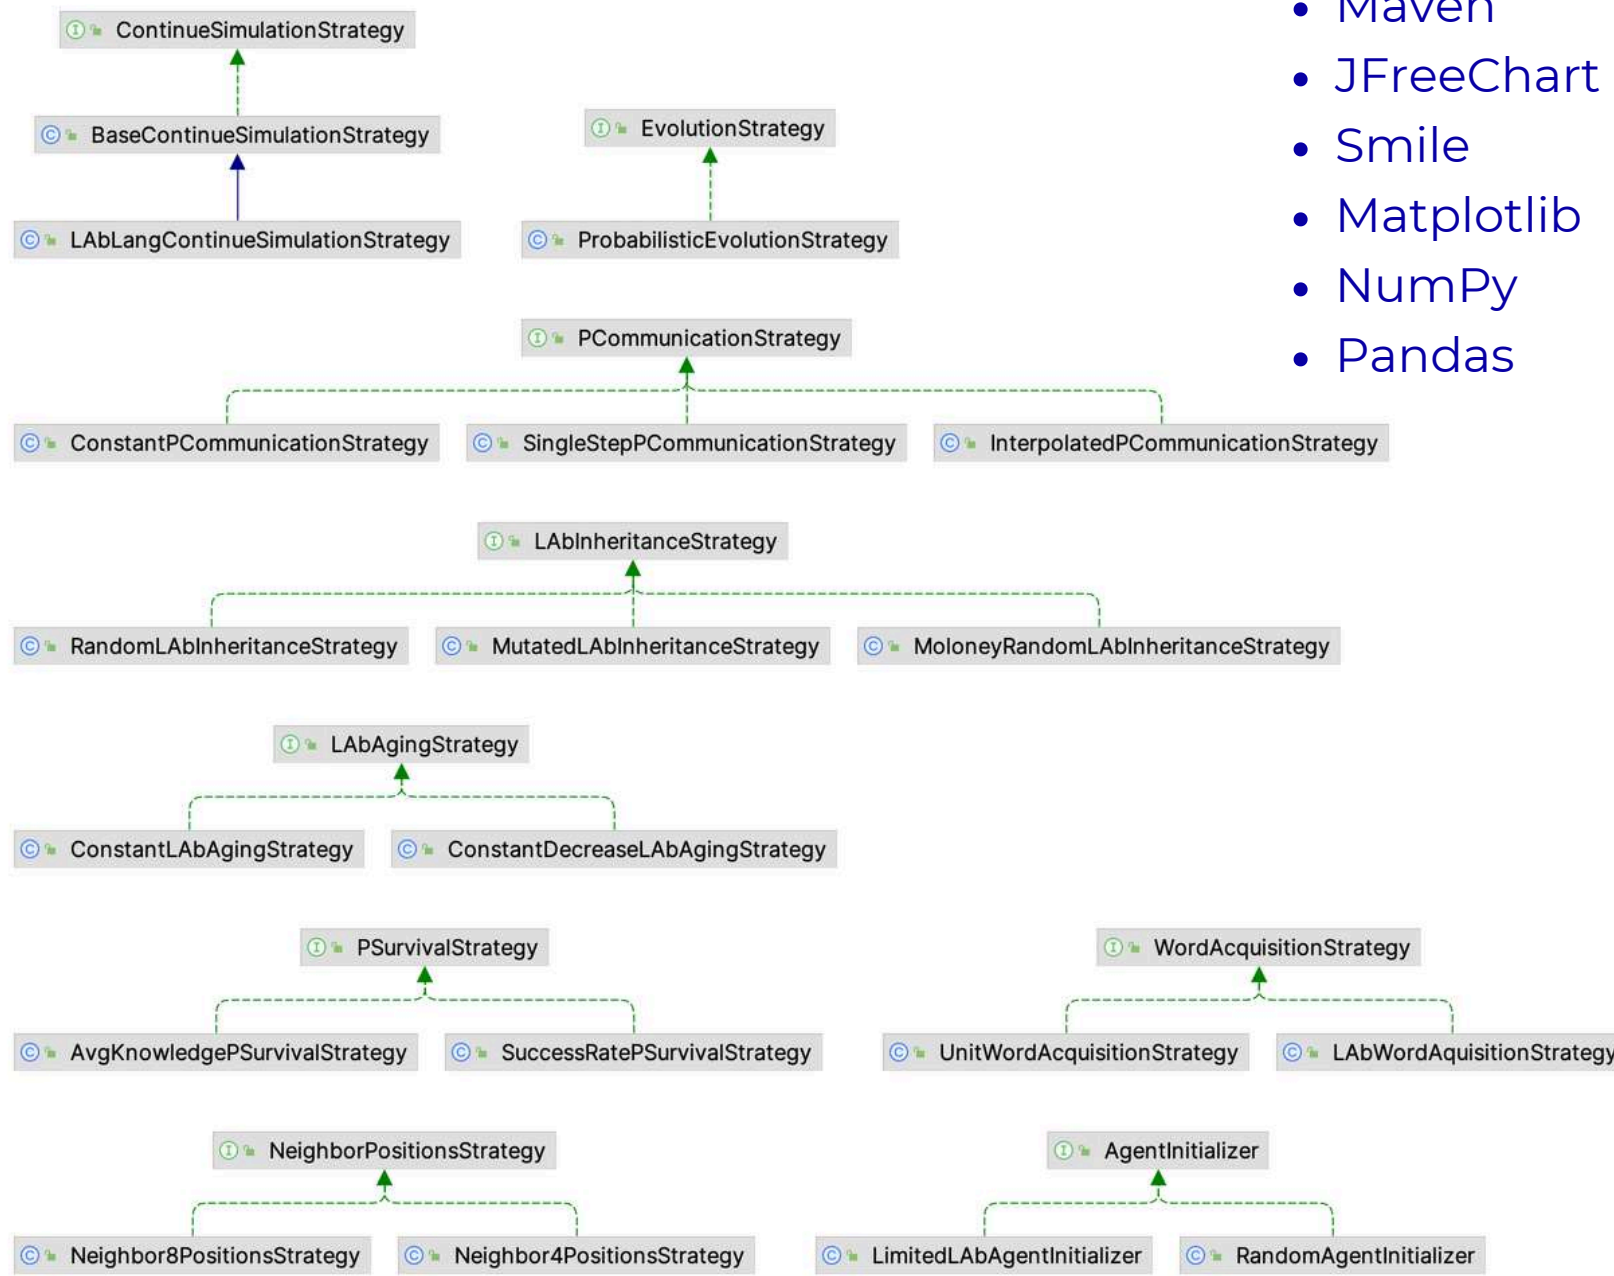 ContinueSimulationStrategy
BaseContinueSimulationStrategy
LAbLangContinueSimulationStrategy
EvolutionStrategy
ProbabilisticEvolutionStrategy
• Maven
• JFreeChart
• Smile
• Matplotlib
• NumPy
• Pandas
PCommunicationStrategy
ConstantPCommunicationStrategy
SingleStepPCommunicationStrategy
InterpolatedPCommunicationStrategy
LAbInheritanceStrategy
RandomLAbInheritanceStrategy
MutatedLAbInheritanceStrategy
MoloneyRandomLAbInheritanceStrategy
LAbAgingStrategy
ConstantLAbAgingStrategy
ConstantDecreaseLAbAgingStrategy
PSurvivalStrategy
AvgKnowledgePSurvivalStrategy
SuccessRatePSurvivalStrategy
WordAcquisitionStrategy
UnitWordAcquisitionStrategy
LAbWordAquisitionStrategy
NeighborPositionsStrategy
Neighbor8PositionsStrategy
Neighbor4PositionsStrategy
AgentInitializer
LimitedLAbAgentInitializer
RandomAgentInitializer